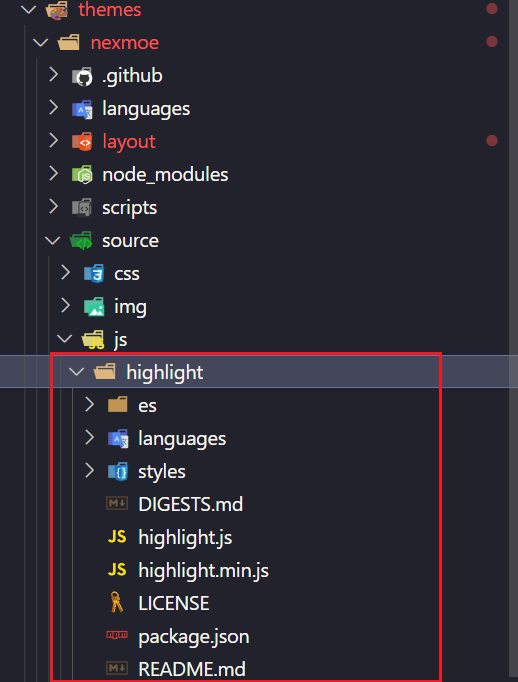 themes
nexmoe
.github
languages
layout
node_modules
scripts
source
css
img
js
highlight
es
languages
styles
DIGESTS.md
JS highlight.js
JS highlight.min.js
LICENSE
package.json
README.md